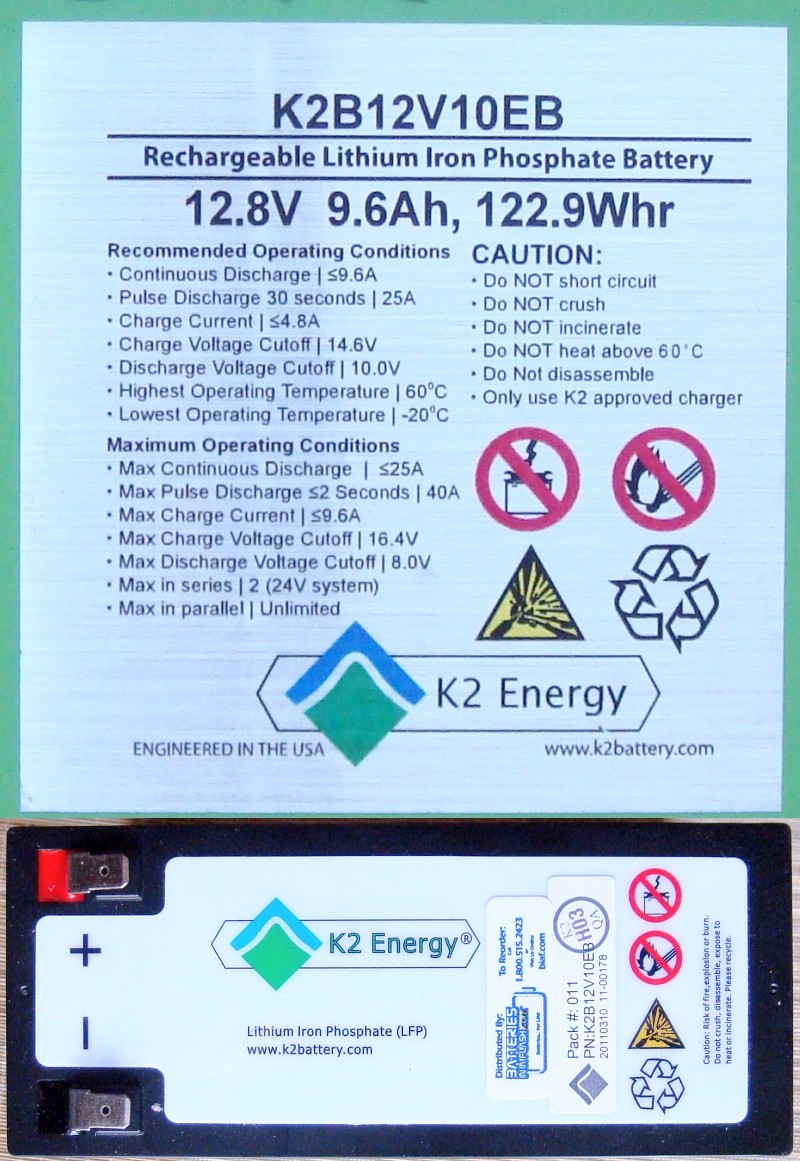 K2B12V10EB
Rechargeable Lithium Iron Phosphate Battery
12.8V 9.6Ah, 122.9Whr
Recommended Operating Conditions
· Continuous Discharge | ≤9.6A
· Pulse Discharge 30 seconds | 25A
· Charge Current | ≤4.8A
· Charge Voltage Cutoff | 14.6V
· Discharge Voltage Cutoff | 10.0V
· Highest Operating Temperature | 60°C
· Lowest Operating Temperature | -20°C
Maximum Operating Conditions
· Max Continuous Discharge | ≤25A
· Max Pulse Discharge ≤2 Seconds | 40A
· Max Charge Current | ≤9.6A
· Max Charge Voltage Cutoff | 16.4V
· Max Discharge Voltage Cutoff | 8.0V
· Max in series | 2 (24V system)
· Max in parallel | Unlimited
CAUTION:
· Do NOT short circuit
· Do NOT crush
· Do NOT incinerate
· Do NOT heat above 60°C
· Do Not disassemble
· Only use K2 approved charger
K2 Energy
ENGINEERED IN THE USA
www.k2battery.com
+
−
K2 Energy®
Lithium Iron Phosphate (LFP)
www.k2battery.com
Distributed By:
BATTERIES
IN A FLASH
To Reorder:
1.800.515.2423
biaf.com
K2
H03
QA
Pack #: 011
PN:K2B12V10EB
20110310 11-00178
Caution: Risk of fire, explosion or burn.
Do not crush, disassemble, expose to
heat or incinerate. Please recycle.